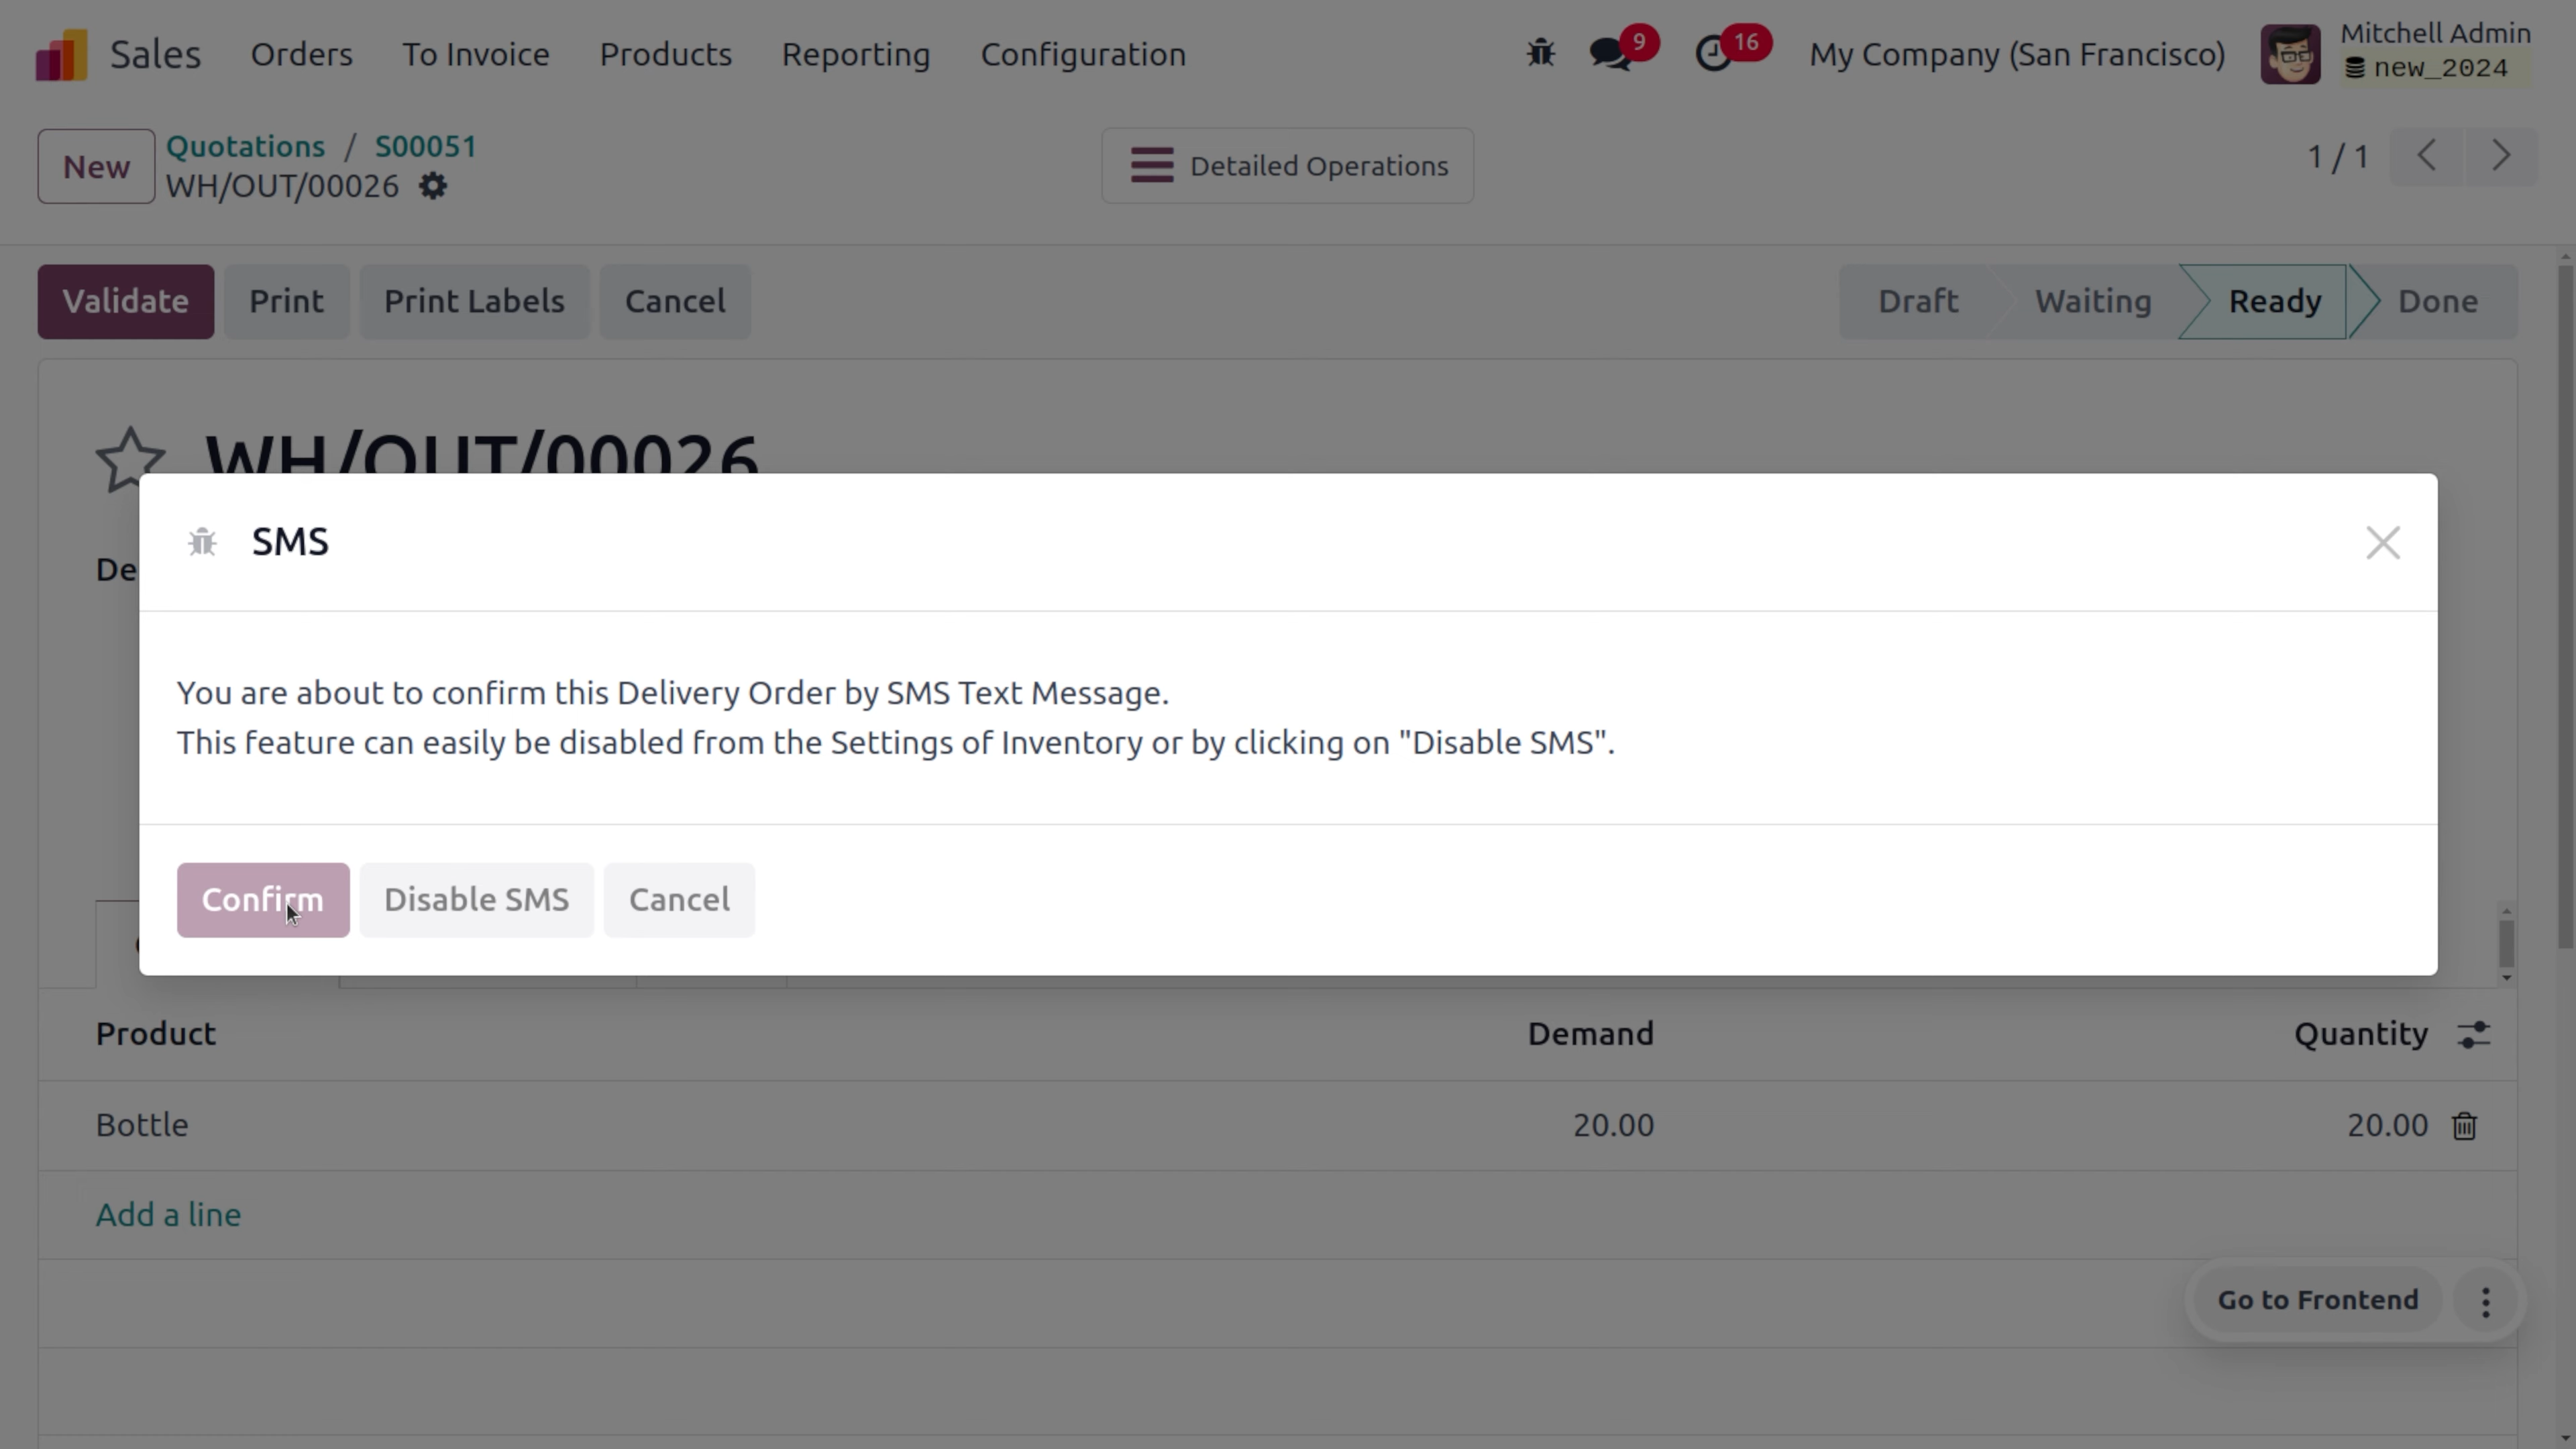 Sales Orders To Invoice Products Reporting Configuration 9 16 My Company (San Francisco) Mitchell Admin
new_2024
New Quotations / S00051 Detailed Operations 1 / 1
WH/OUT/00026
Validate Print Print Labels Cancel Draft Waiting Ready Done
WH/OUT/00026
SMS
De
You are about to confirm this Delivery Order by SMS Text Message.
This feature can easily be disabled from the Settings of Inventory or by clicking on "Disable SMS".
Confirm Disable SMS Cancel
Product Demand Quantity
Bottle 20.00 20.00
Add a line
Go to Frontend